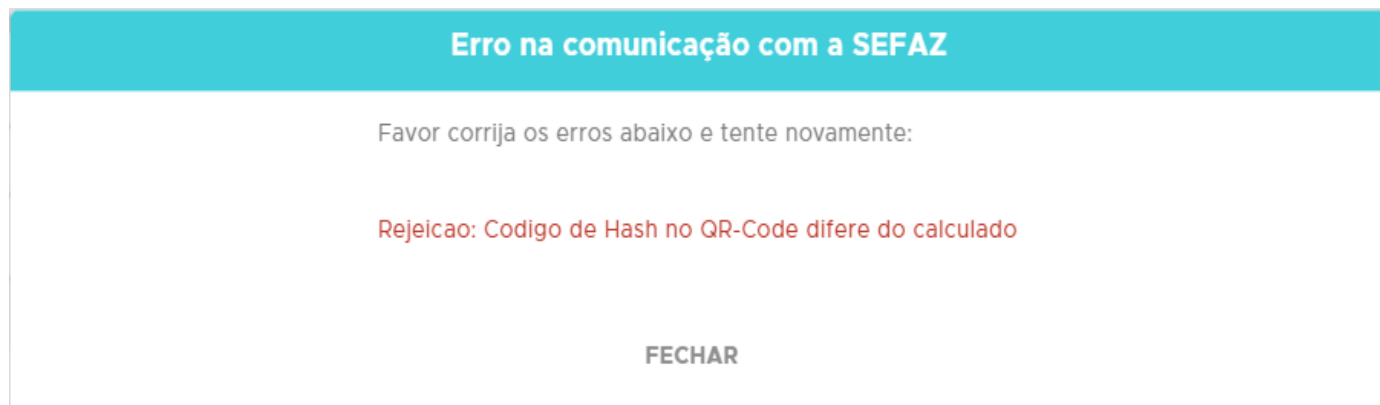 Erro na comunicação com a SEFAZ
Favor corrija os erros abaixo e tente novamente:
Rejeicao: Codigo de Hash no QR-Code difere do calculado
FECHAR